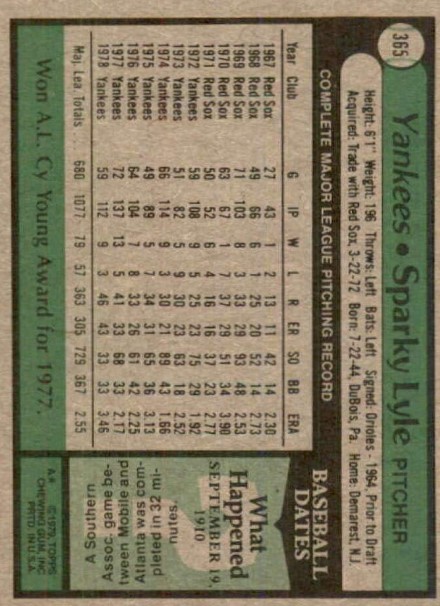 365
Yankees • Sparky Lyle PITCHER
Height: 6'1" Weight: 196 Throws: Left Bats: Left Signed: Orioles - 1964, Prior to Draft
Acquired: Trade with Red Sox, 3-22-72 Born: 7-22-44, DuBois, Pa. Home: Demarest, N.J.
COMPLETE MAJOR LEAGUE PITCHING RECORD
Year Club G IP W L R ER SO BB ERA
1967 Red Sox 27 43 1 2 13 11 42 14 2.30
1968 Red Sox 49 66 6 1 25 20 52 14 2.73
1969 Red Sox 71 103 8 3 33 29 93 48 2.53
1970 Red Sox 63 67 1 7 37 29 51 34 3.90
1971 Red Sox 50 52 6 4 16 16 37 23 2.77
1972 Yankees 59 108 9 5 25 23 75 29 1.92
1973 Yankees 51 82 5 9 30 23 63 18 2.52
1974 Yankees 66 114 9 3 30 21 89 43 1.66
1975 Yankees 49 89 5 7 34 31 65 36 3.13
1976 Yankees 64 104 7 8 33 26 61 42 2.25
1977 Yankees 72 137 13 5 41 33 68 33 2.17
1978 Yankees 59 112 9 3 46 43 33 33 3.46
Maj. Lea. Totals 680 1077 79 57 363 305 729 367 2.55
Won A.L. Cy Young Award for 1977.
BASEBALL
DATES
What
Happened
SEPTEMBER 19,
1910
A Southern
Assoc. game be-
tween Mobile and
Atlanta was com-
pleted in 32 mi-
nutes.
A* © 1979, TOPPS
CHEWING GUM, INC.
PRTD. IN U.S.A.